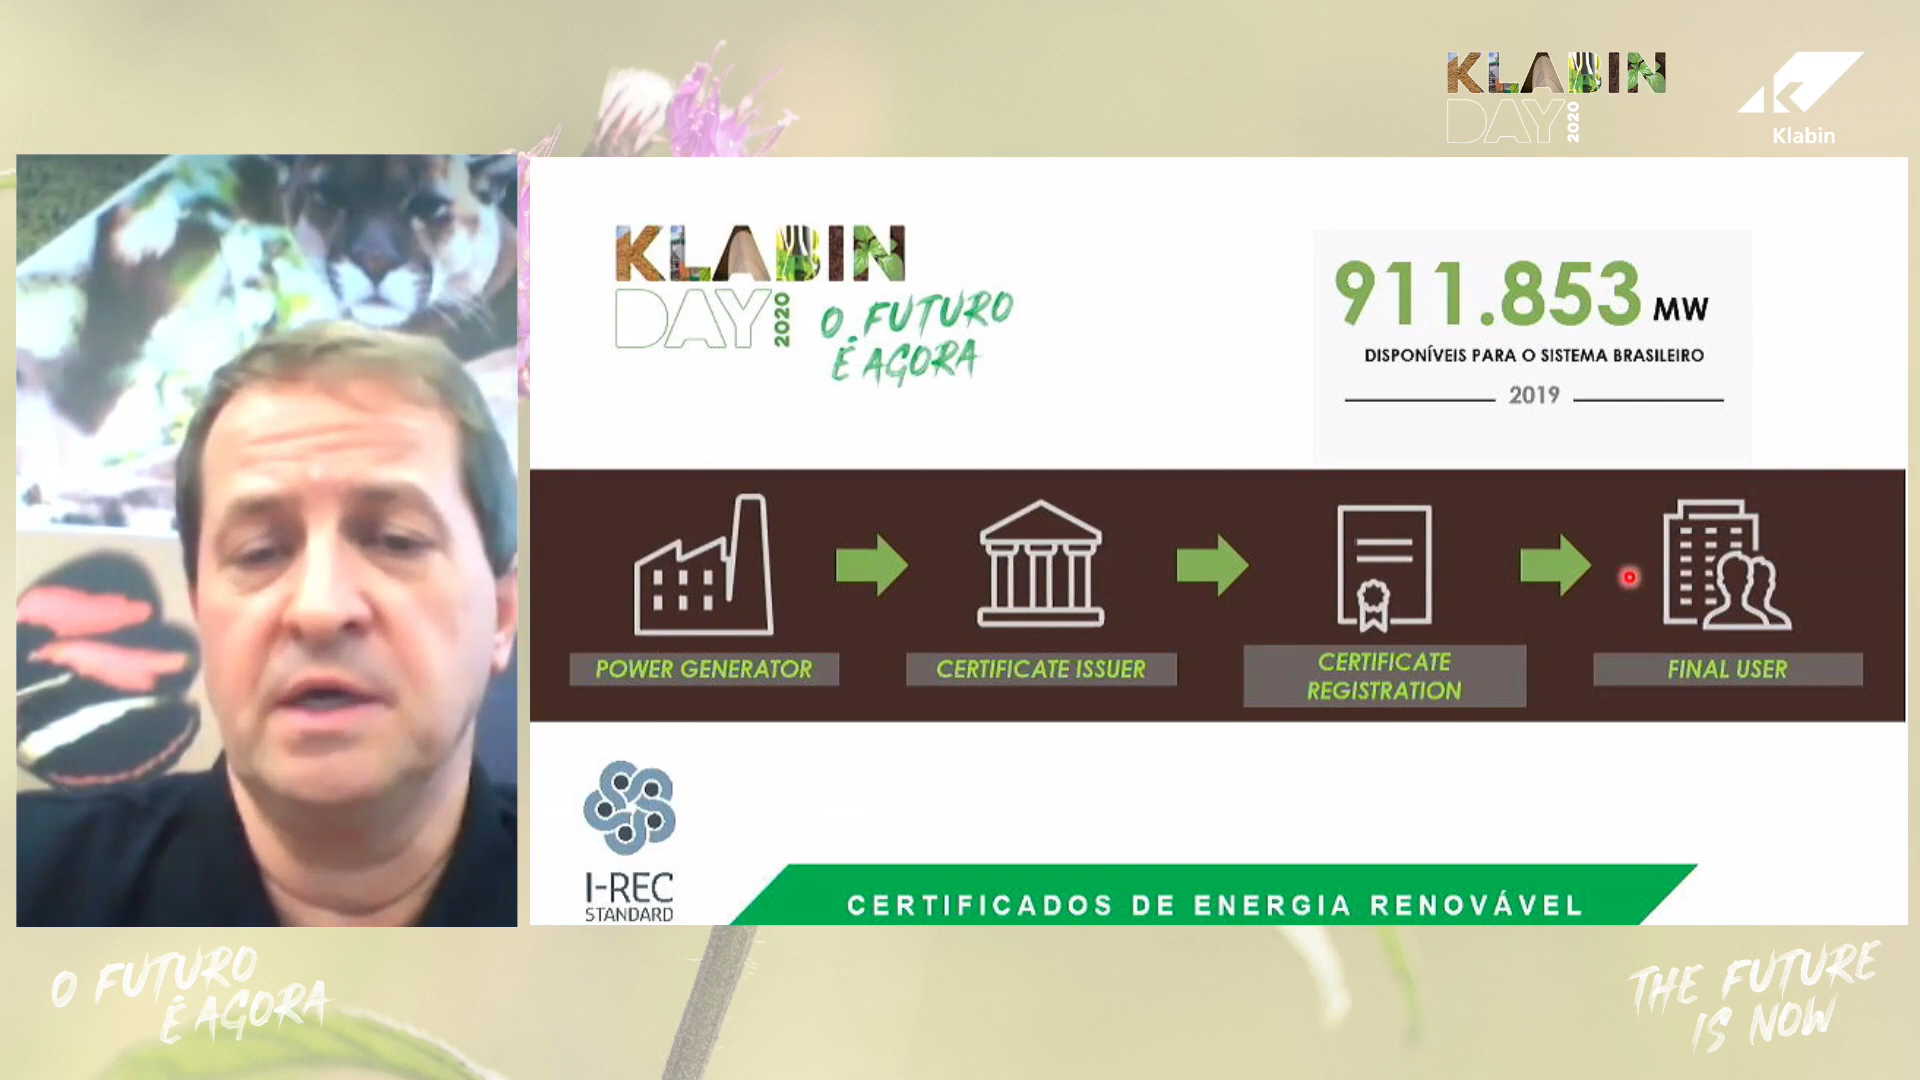 KLABIN
DAY 2020
Klabin
KLABIN
DAY 2020
O FUTURO
É AGORA
911.853 MW
DISPONÍVEIS PARA O SISTEMA BRASILEIRO
2019
POWER GENERATOR
CERTIFICATE ISSUER
CERTIFICATE
REGISTRATION
FINAL USER
I-REC
STANDARD
CERTIFICADOS DE ENERGIA RENOVÁVEL
O FUTURO
É AGORA
THE FUTURE
IS NOW